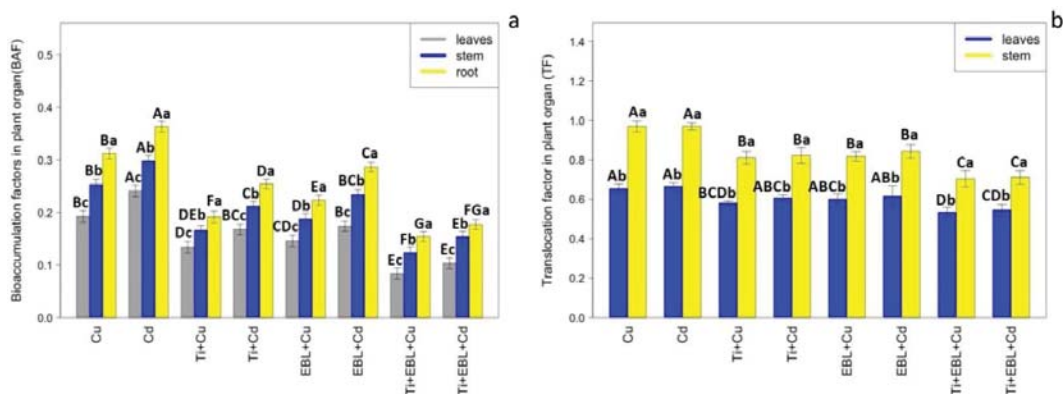 a
Bioaccumulation factors in plant organ(BAF)
0.5
0.4
0.3
0.2
0.1
0.0
leaves
stem
root
Bc Bb Ba
Ac Ab Aa
Dc DEb Fa
BCc Cb Da
CDc Db Ea
Bc BCb Ca
Ec Fb Ga
Ec Eb FGa
Cu
Cd
Ti+Cu
Ti+Cd
EBL+Cu
EBL+Cd
Ti+EBL+Cu
Ti+EBL+Cd
b
Translocation factor in plant organ (TF)
1.4
1.2
1.0
0.8
0.6
0.4
0.2
0.0
leaves
stem
Ab Aa
Ab Aa
BCDb Ba
ABCb Ba
ABCb Ba
ABb Ba
Db Ca
CDb Ca
Cu
Cd
Ti+Cu
Ti+Cd
EBL+Cu
EBL+Cd
Ti+EBL+Cu
Ti+EBL+Cd